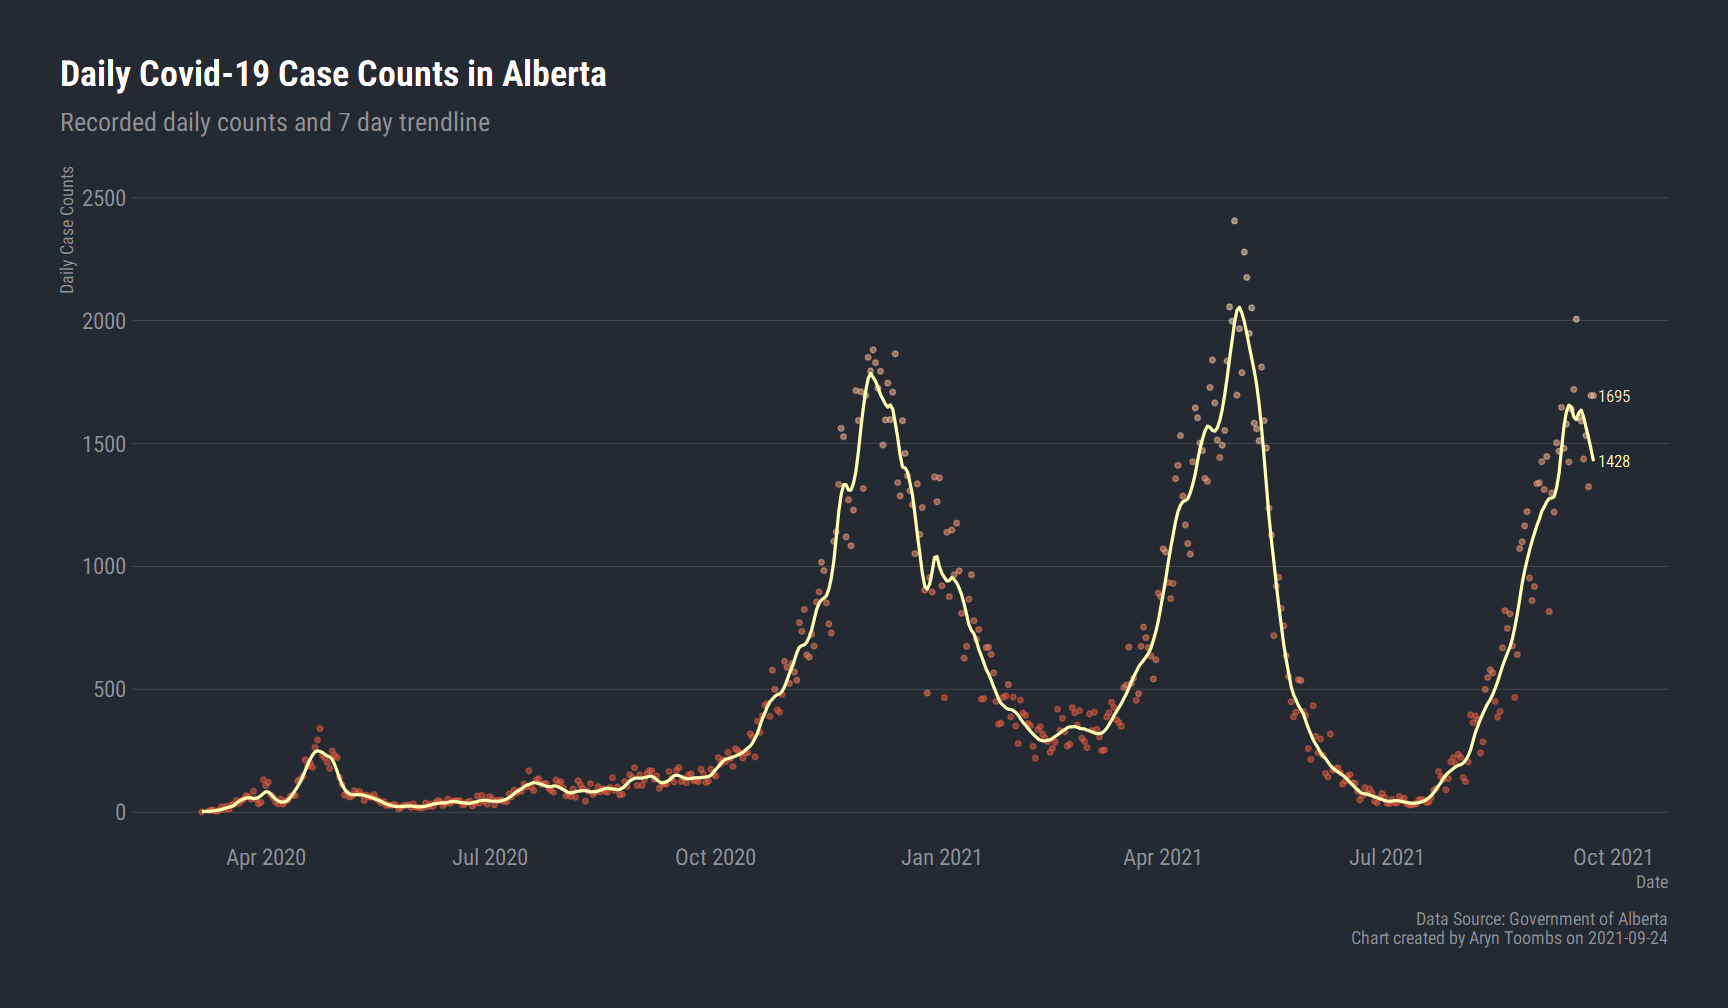 Daily Covid-19 Case Counts in Alberta
Recorded daily counts and 7 day trendline
Daily Case Counts
2500
2000
1500
1000
500
0
1695
1428
Apr 2020
Jul 2020
Oct 2020
Jan 2021
Apr 2021
Jul 2021
Oct 2021
Date
Data Source: Government of Alberta
Chart created by Aryn Toombs on 2021-09-24